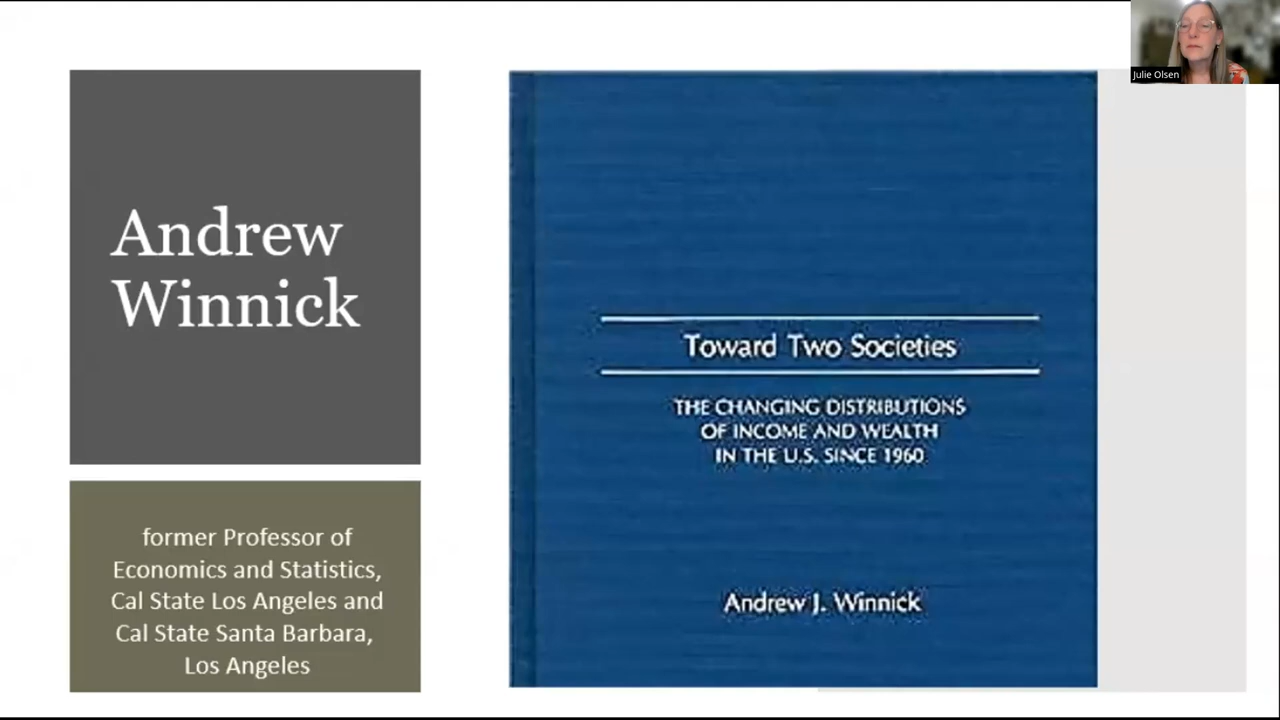 Julie Olsen
Andrew
Winnick
former Professor of
Economics and Statistics,
Cal State Los Angeles and
Cal State Santa Barbara,
Los Angeles
Toward Two Societies
THE CHANGING DISTRIBUTIONS
OF INCOME AND WEALTH
IN THE U.S. SINCE 1960
Andrew J. Winnick